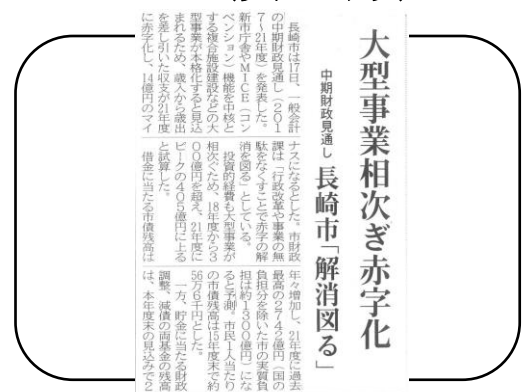 大型事業相次ぎ赤字化
中期財政見通し 長崎市「解消図る」
長崎市は17日、一般会計
の中期財政見通し(201
7〜21年度)を発表した。
新市庁舎やMICE(コン
ベンション)機能を中核と
する複合施設建設などの大
型事業が本格化すると見込
まれるため、歳入から歳出
を差し引いた収支が21年度
に赤字化し、14億円のマイ
ナスになるとした。市財政
課は「行政改革や事業の無
駄をなくすことで赤字の解
消を図る」としている。
投資的経費も大型事業が
相次ぐため、18年度から3
00億円を超え、21年度に
ピークの405億円に上る
と試算した。
借金に当たる市債残高は
年々増加し、21年度に過去
最高の2742億円(国の
負担分を除いた市の実質負
担は約1300億円)にな
ると予測。市民1人当たり
の市債残高は15年度末で約
56万6千円とした。
一方、貯金に当たる財政
調整、減債の両基金の残高
は、本年度末の見込みで2